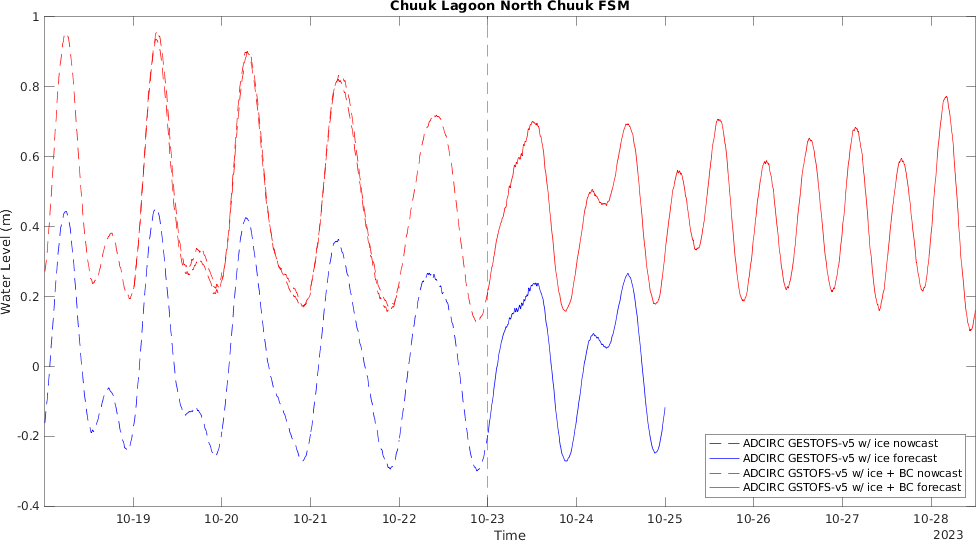 Chuuk Lagoon North Chuuk FSM
1
0.8
0.6
0.4
0.2
0
-0.2
-0.4
Water Level (m)
ADCIRC GESTOFS-v5 w/ ice nowcast
ADCIRC GESTOFS-v5 w/ ice forecast
ADCIRC GSTOFS-v5 w/ ice + BC nowcast
ADCIRC GSTOFS-v5 w/ ice + BC forecast
10-19 10-20 10-21 10-22 10-23 10-24 10-25 10-26 10-27 10-28
Time
2023